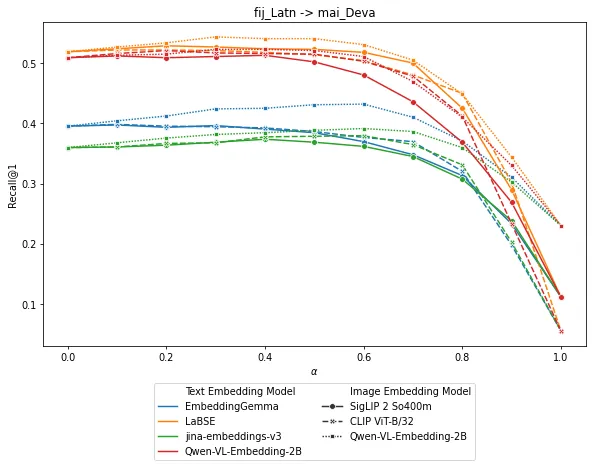 fij_Latn -> mai_Deva
Recall@1
0.5
0.4
0.3
0.2
0.1
0.0 0.2 0.4 0.6 0.8 1.0
α
Text Embedding Model
EmbeddingGemma
LaBSE
jina-embeddings-v3
Qwen-VL-Embedding-2B
Image Embedding Model
SigLIP 2 So400m
CLIP ViT-B/32
Qwen-VL-Embedding-2B